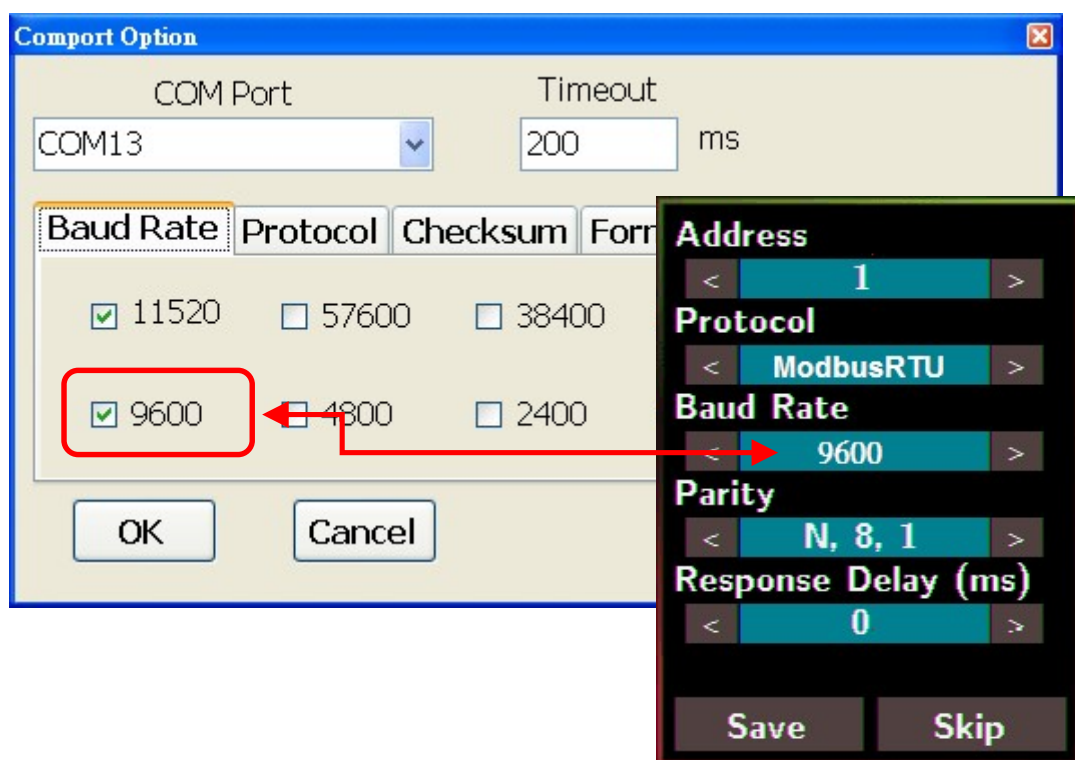 Comport Option
COM Port
Timeout
COM13
200
ms
Baud Rate
Protocol
Checksum
11520
57600
38400
9600
4800
2400
OK
Cancel
Address
<
1
>
Protocol
<
ModbusRTU
>
Baud Rate
<
9600
>
Parity
<
N, 8, 1
>
Response Delay (ms)
<
0
>
Save
Skip